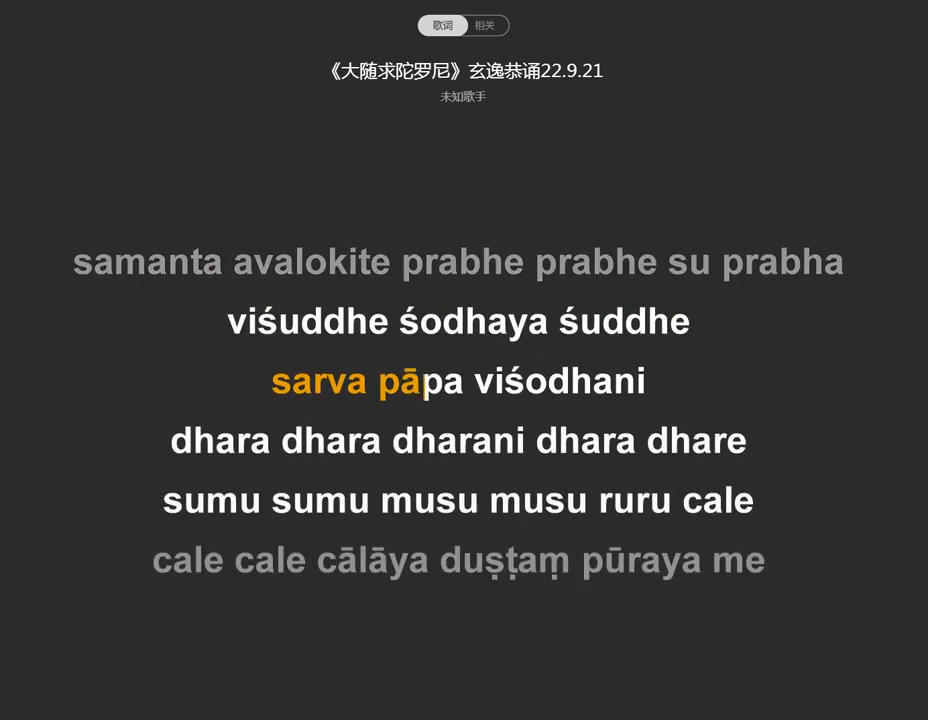 歌词 相关
《大随求陀罗尼》玄逸恭诵22.9.21
未知歌手
samanta avalokite prabhe prabhe su prabha
viśuddhe śodhaya śuddhe
sarva pāpa viśodhani
dhara dhara dharani dhara dhare
sumu sumu musu musu ruru cale
cale cale cālāya duṣṭaṃ pūraya me